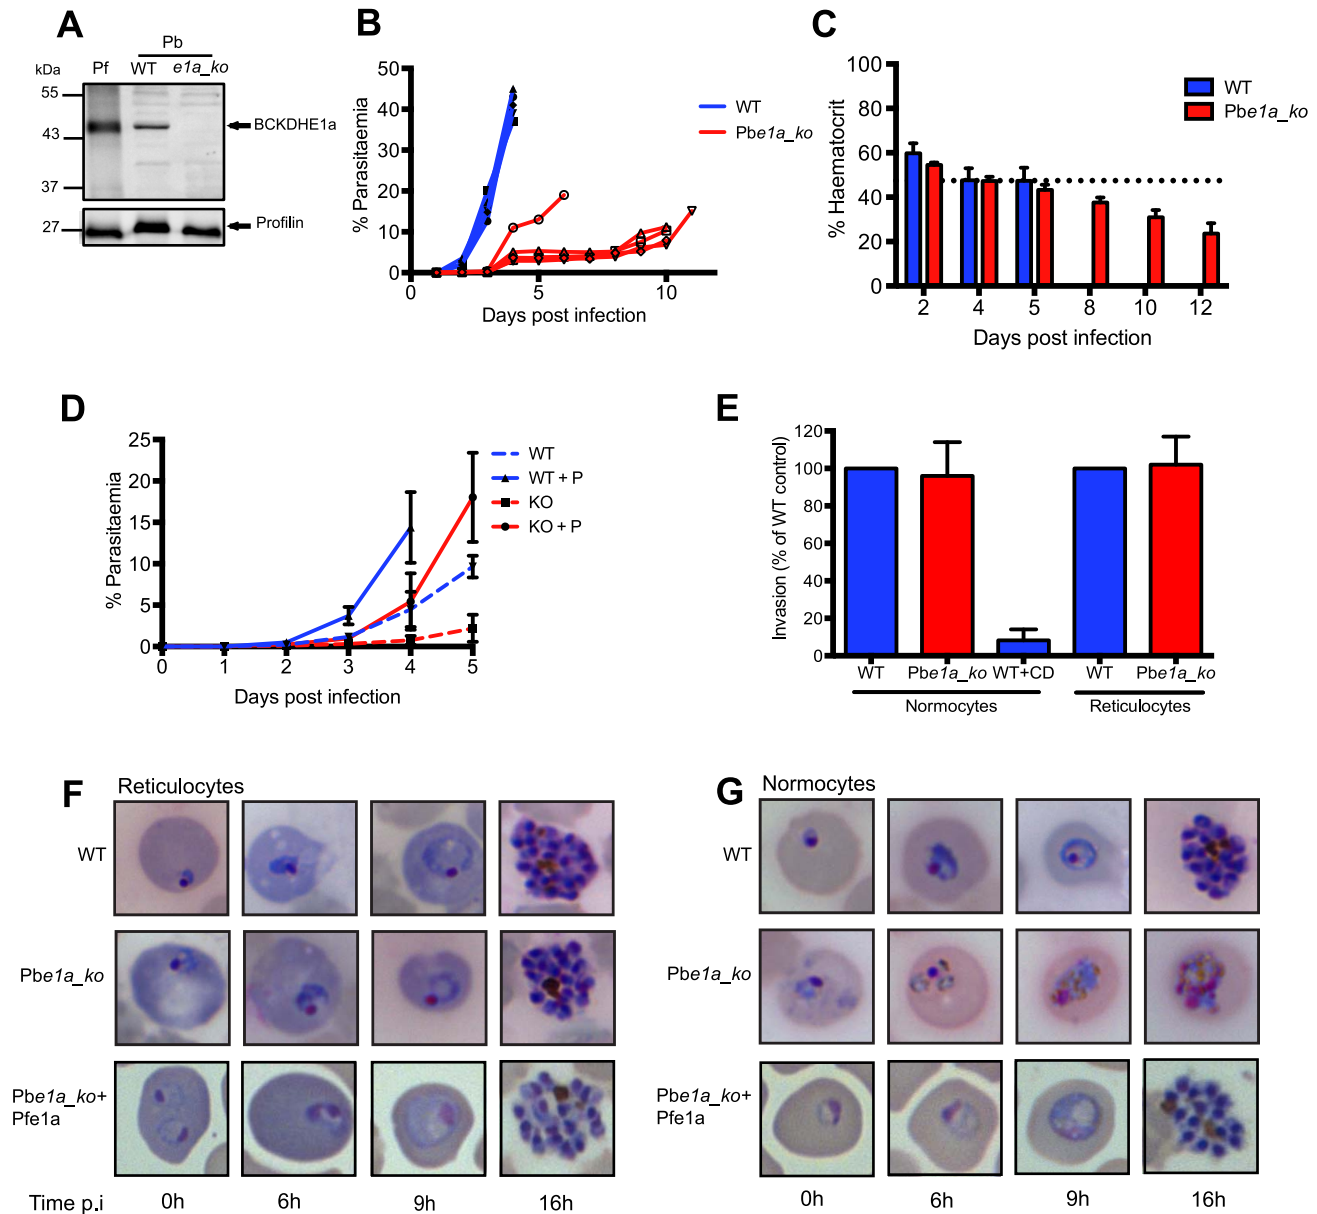 A
Pb
kDa
Pf
WT
e1a_ko
55
43
37
27
BCKDHE1a
Profilin
B
% Parasitaemia
50
40
30
20
10
0
0
5
10
Days post infection
WT
Pbe1a_ko
C
% Haematocrit
100
80
60
40
20
0
2
4
5
8
10
12
Days post infection
WT
Pbe1a_ko
D
% Parasitaemia
25
20
15
10
5
0
0
1
2
3
4
5
Days post infection
WT
WT + P
KO
KO + P
E
Invasion (% of WT control)
120
100
80
60
40
20
0
WT
Pbe1a_ko
WT+CD
WT
Pbe1a_ko
Normocytes
Reticulocytes
F
Reticulocytes
WT
Pbe1a_ko
Pbe1a_ko+
Pfe1a
Time p.i
0h
6h
9h
16h
G
Normocytes
WT
Pbe1a_ko
Pbe1a_ko+
Pfe1a
0h
6h
9h
16h